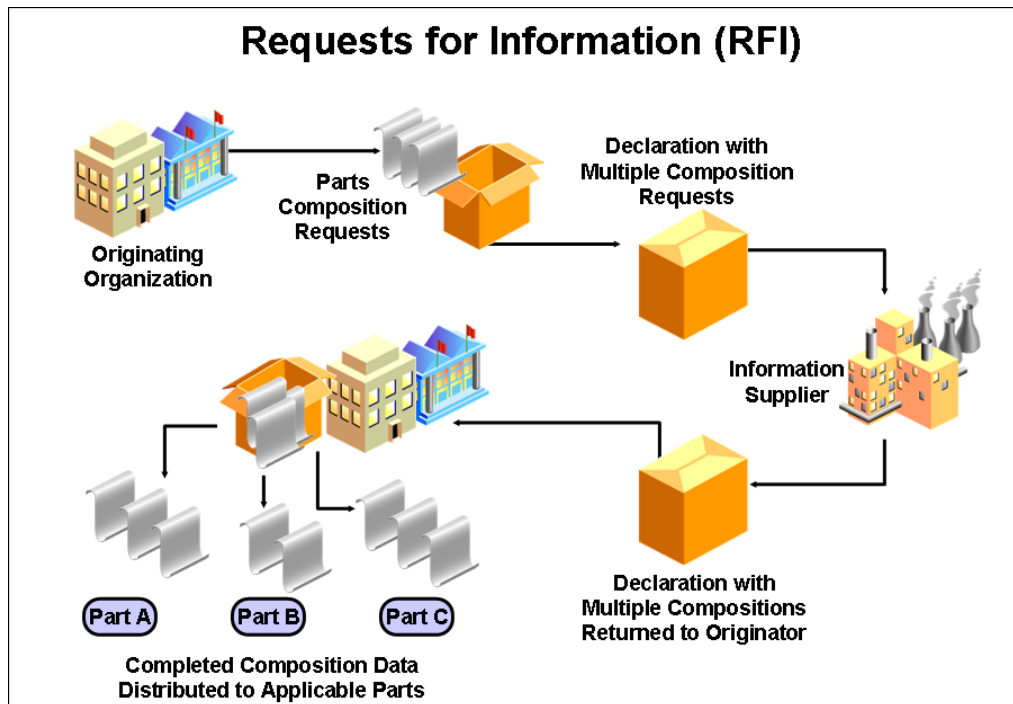 Requests for Information (RFI)
Originating
Organization
Parts
Composition
Requests
Declaration with
Multiple Composition
Requests
Information
Supplier
Declaration with
Multiple Compositions
Returned to Originator
Part A
Part B
Part C
Completed Composition Data
Distributed to Applicable Parts